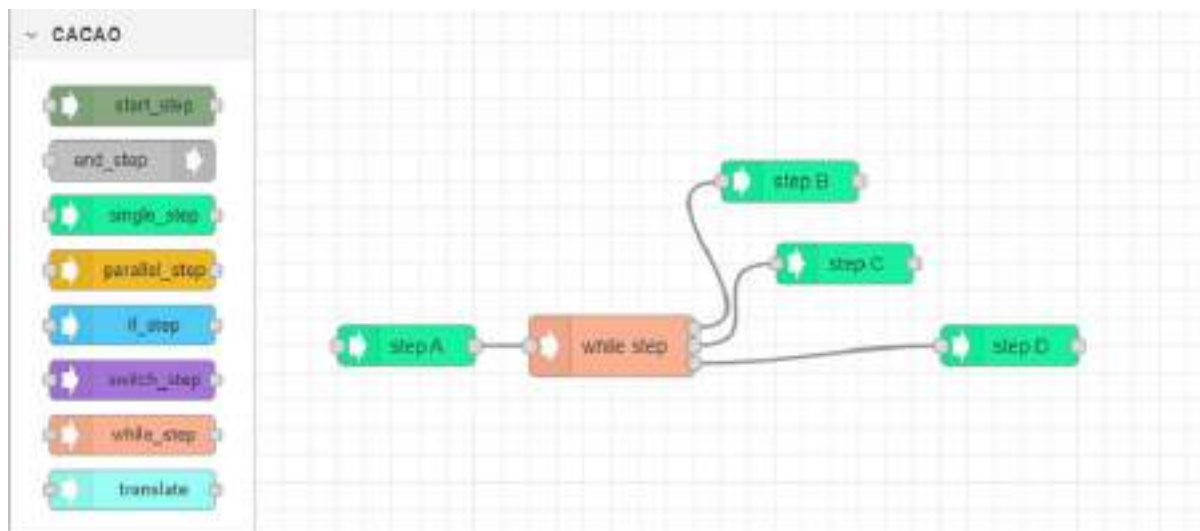 CACAO
start_step
end_step
single_step
parallel_step
if_step
switch_step
while_step
translate
step B
step C
step A
while step
step D